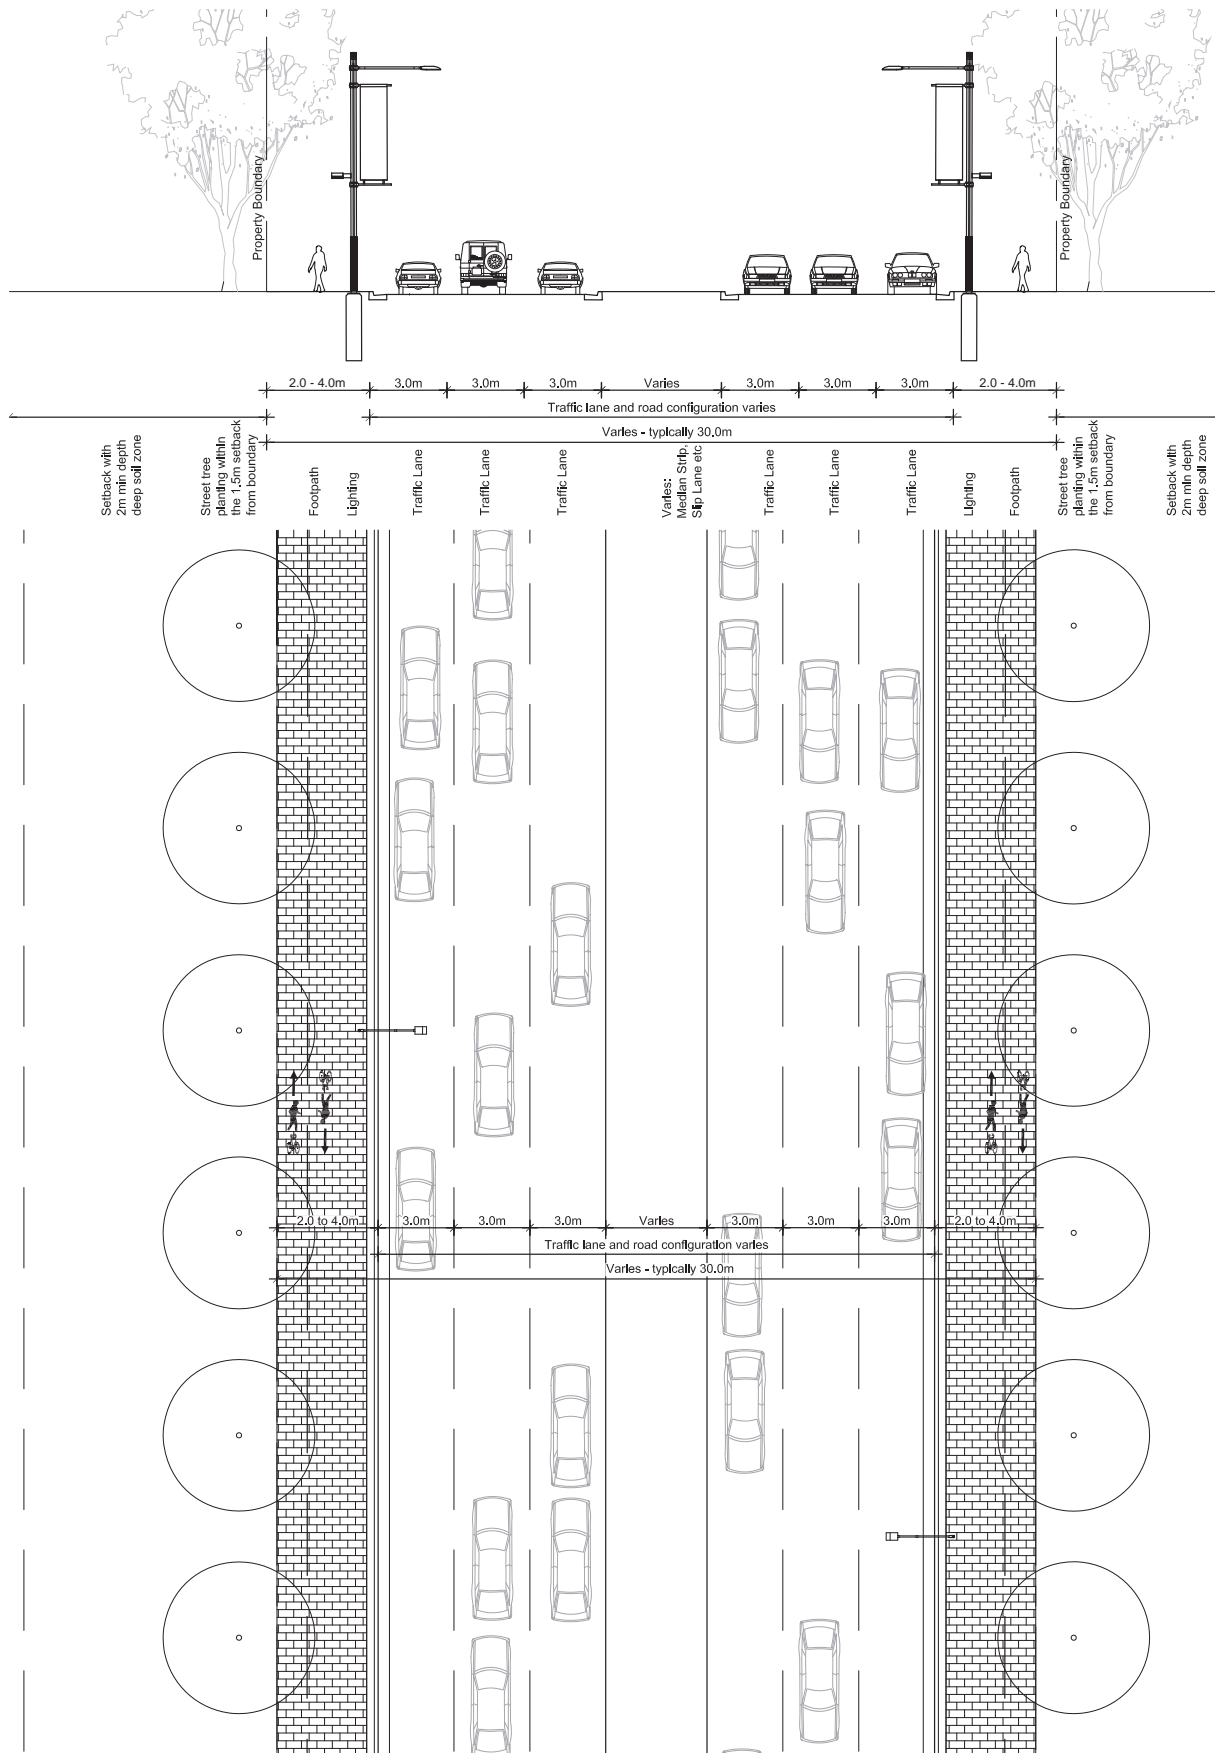 Property Boundary
Property Boundary
2.0 - 4.0m 3.0m 3.0m 3.0m Varies 3.0m 3.0m 3.0m 2.0 - 4.0m
Traffic lane and road configuration varies
Varies - typically 30.0m
Setback with
2m min depth
deep soil zone
Street tree
planting within
the 1.5m setback
from boundary
Footpath
Lighting
Traffic Lane
Traffic Lane
Traffic Lane
Varies:
Median Strip,
Slip Lane etc
Traffic Lane
Traffic Lane
Traffic Lane
Lighting
Footpath
Street tree
planting within
the 1.5m setback
from boundary
Setback with
2m min depth
deep soil zone
2.0 to 4.0m 3.0m 3.0m 3.0m Varies 3.0m 3.0m 3.0m 2.0 to 4.0m
Traffic lane and road configuration varies
Varies - typically 30.0m